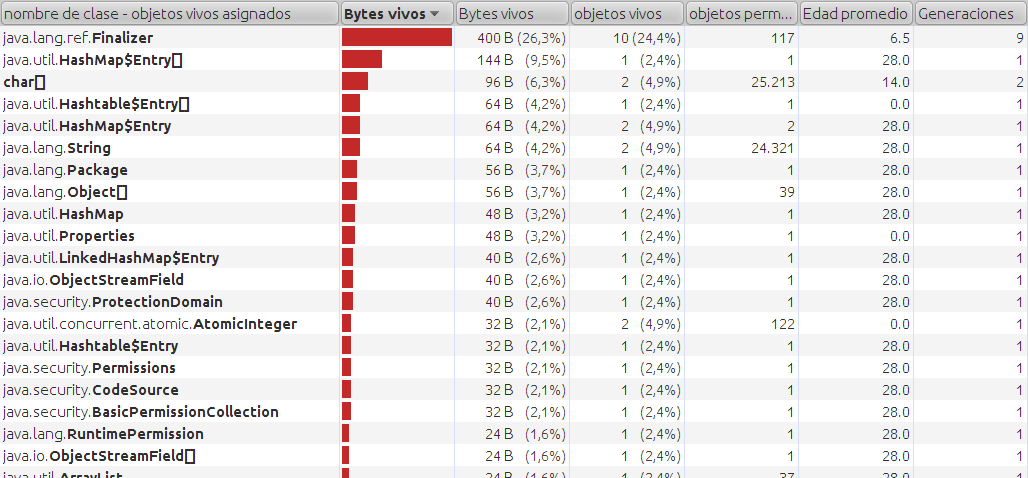 nombre de clase - objetos vivos asignados Bytes vivos Bytes vivos objetos vivos objetos perm... Edad promedio Generaciones
java.lang.ref.Finalizer 400 B (26,3%) 10 (24,4%) 117 6.5 9
java.util.HashMap$Entry[] 144 B (9,5%) 1 (2,4%) 1 28.0 1
char[] 96 B (6,3%) 2 (4,9%) 25.213 14.0 2
java.util.Hashtable$Entry[] 64 B (4,2%) 1 (2,4%) 1 0.0 1
java.util.HashMap$Entry 64 B (4,2%) 2 (4,9%) 2 28.0 1
java.lang.String 64 B (4,2%) 2 (4,9%) 24.321 28.0 1
java.lang.Package 56 B (3,7%) 1 (2,4%) 1 28.0 1
java.lang.Object[] 56 B (3,7%) 1 (2,4%) 39 28.0 1
java.util.HashMap 48 B (3,2%) 1 (2,4%) 1 28.0 1
java.util.Properties 48 B (3,2%) 1 (2,4%) 1 0.0 1
java.util.LinkedHashMap$Entry 40 B (2,6%) 1 (2,4%) 1 28.0 1
java.io.ObjectStreamField 40 B (2,6%) 1 (2,4%) 1 28.0 1
java.security.ProtectionDomain 40 B (2,6%) 1 (2,4%) 1 28.0 1
java.util.concurrent.atomic.AtomicInteger 32 B (2,1%) 2 (4,9%) 122 0.0 1
java.util.Hashtable$Entry 32 B (2,1%) 1 (2,4%) 1 28.0 1
java.security.Permissions 32 B (2,1%) 1 (2,4%) 1 28.0 1
java.security.CodeSource 32 B (2,1%) 1 (2,4%) 1 28.0 1
java.security.BasicPermissionCollection 32 B (2,1%) 1 (2,4%) 1 28.0 1
java.lang.RuntimePermission 24 B (1,6%) 1 (2,4%) 1 28.0 1
java.io.ObjectStreamField[] 24 B (1,6%) 1 (2,4%) 1 28.0 1
java.util.ArrayList 24 B (1,6%) 1 (2,4%) 37 28.0 1